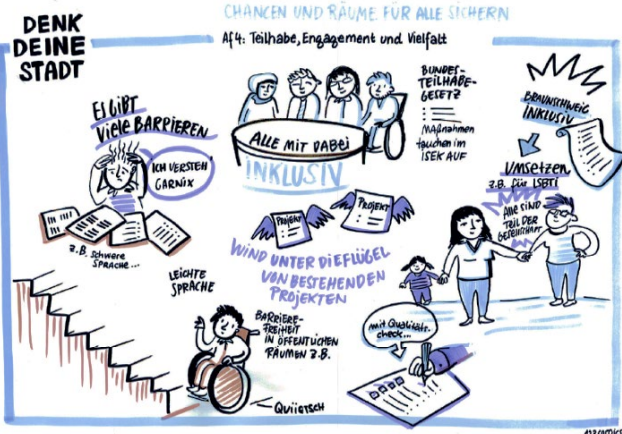 DENK
DEINE
STADT
CHANCEN UND RÄUME FÜR ALLE SICHERN
Af4: Teilhabe, Engagement und Vielfalt
ES GIBT
viele BARRIEREN
ICH VERSTEH'
GARNIX
z.B. schwere
SPRACHE...
LEICHTE
SPRACHE
ALLE MIT DABEI
INKLUSIV
BUNDES-
TEILHABE-
GESETZ
Maßnahmen
tauchen im
ISEK AUF
BRAUNSCHWEIG
INKLUSIV
UMSETZEN
z.B. für LSBTI
Alle SIND
TEIL DER
GESELLSCHAFT
PROJEKT
PROJEKT
WIND UNTER DIE FLÜGEL
VON BESTEHENDEN
PROJEKTEN
BARRIERE-
FREIHEIT
IN ÖFFENTLICHEN
RÄUMEN Z.B.
QUIIETSCH
mit Qualitäts-
check...
123comics